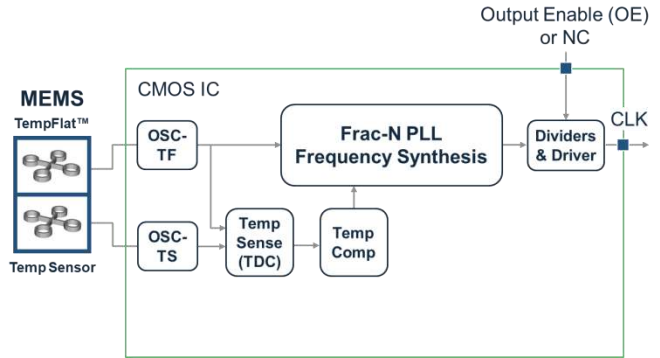 Output Enable (OE)
or NC
MEMS
TempFlat™
CMOS IC
OSC-
TF
Frac-N PLL
Frequency Synthesis
Dividers
& Driver
CLK
OSC-
TS
Temp
Sense
(TDC)
Temp
Comp
Temp Sensor